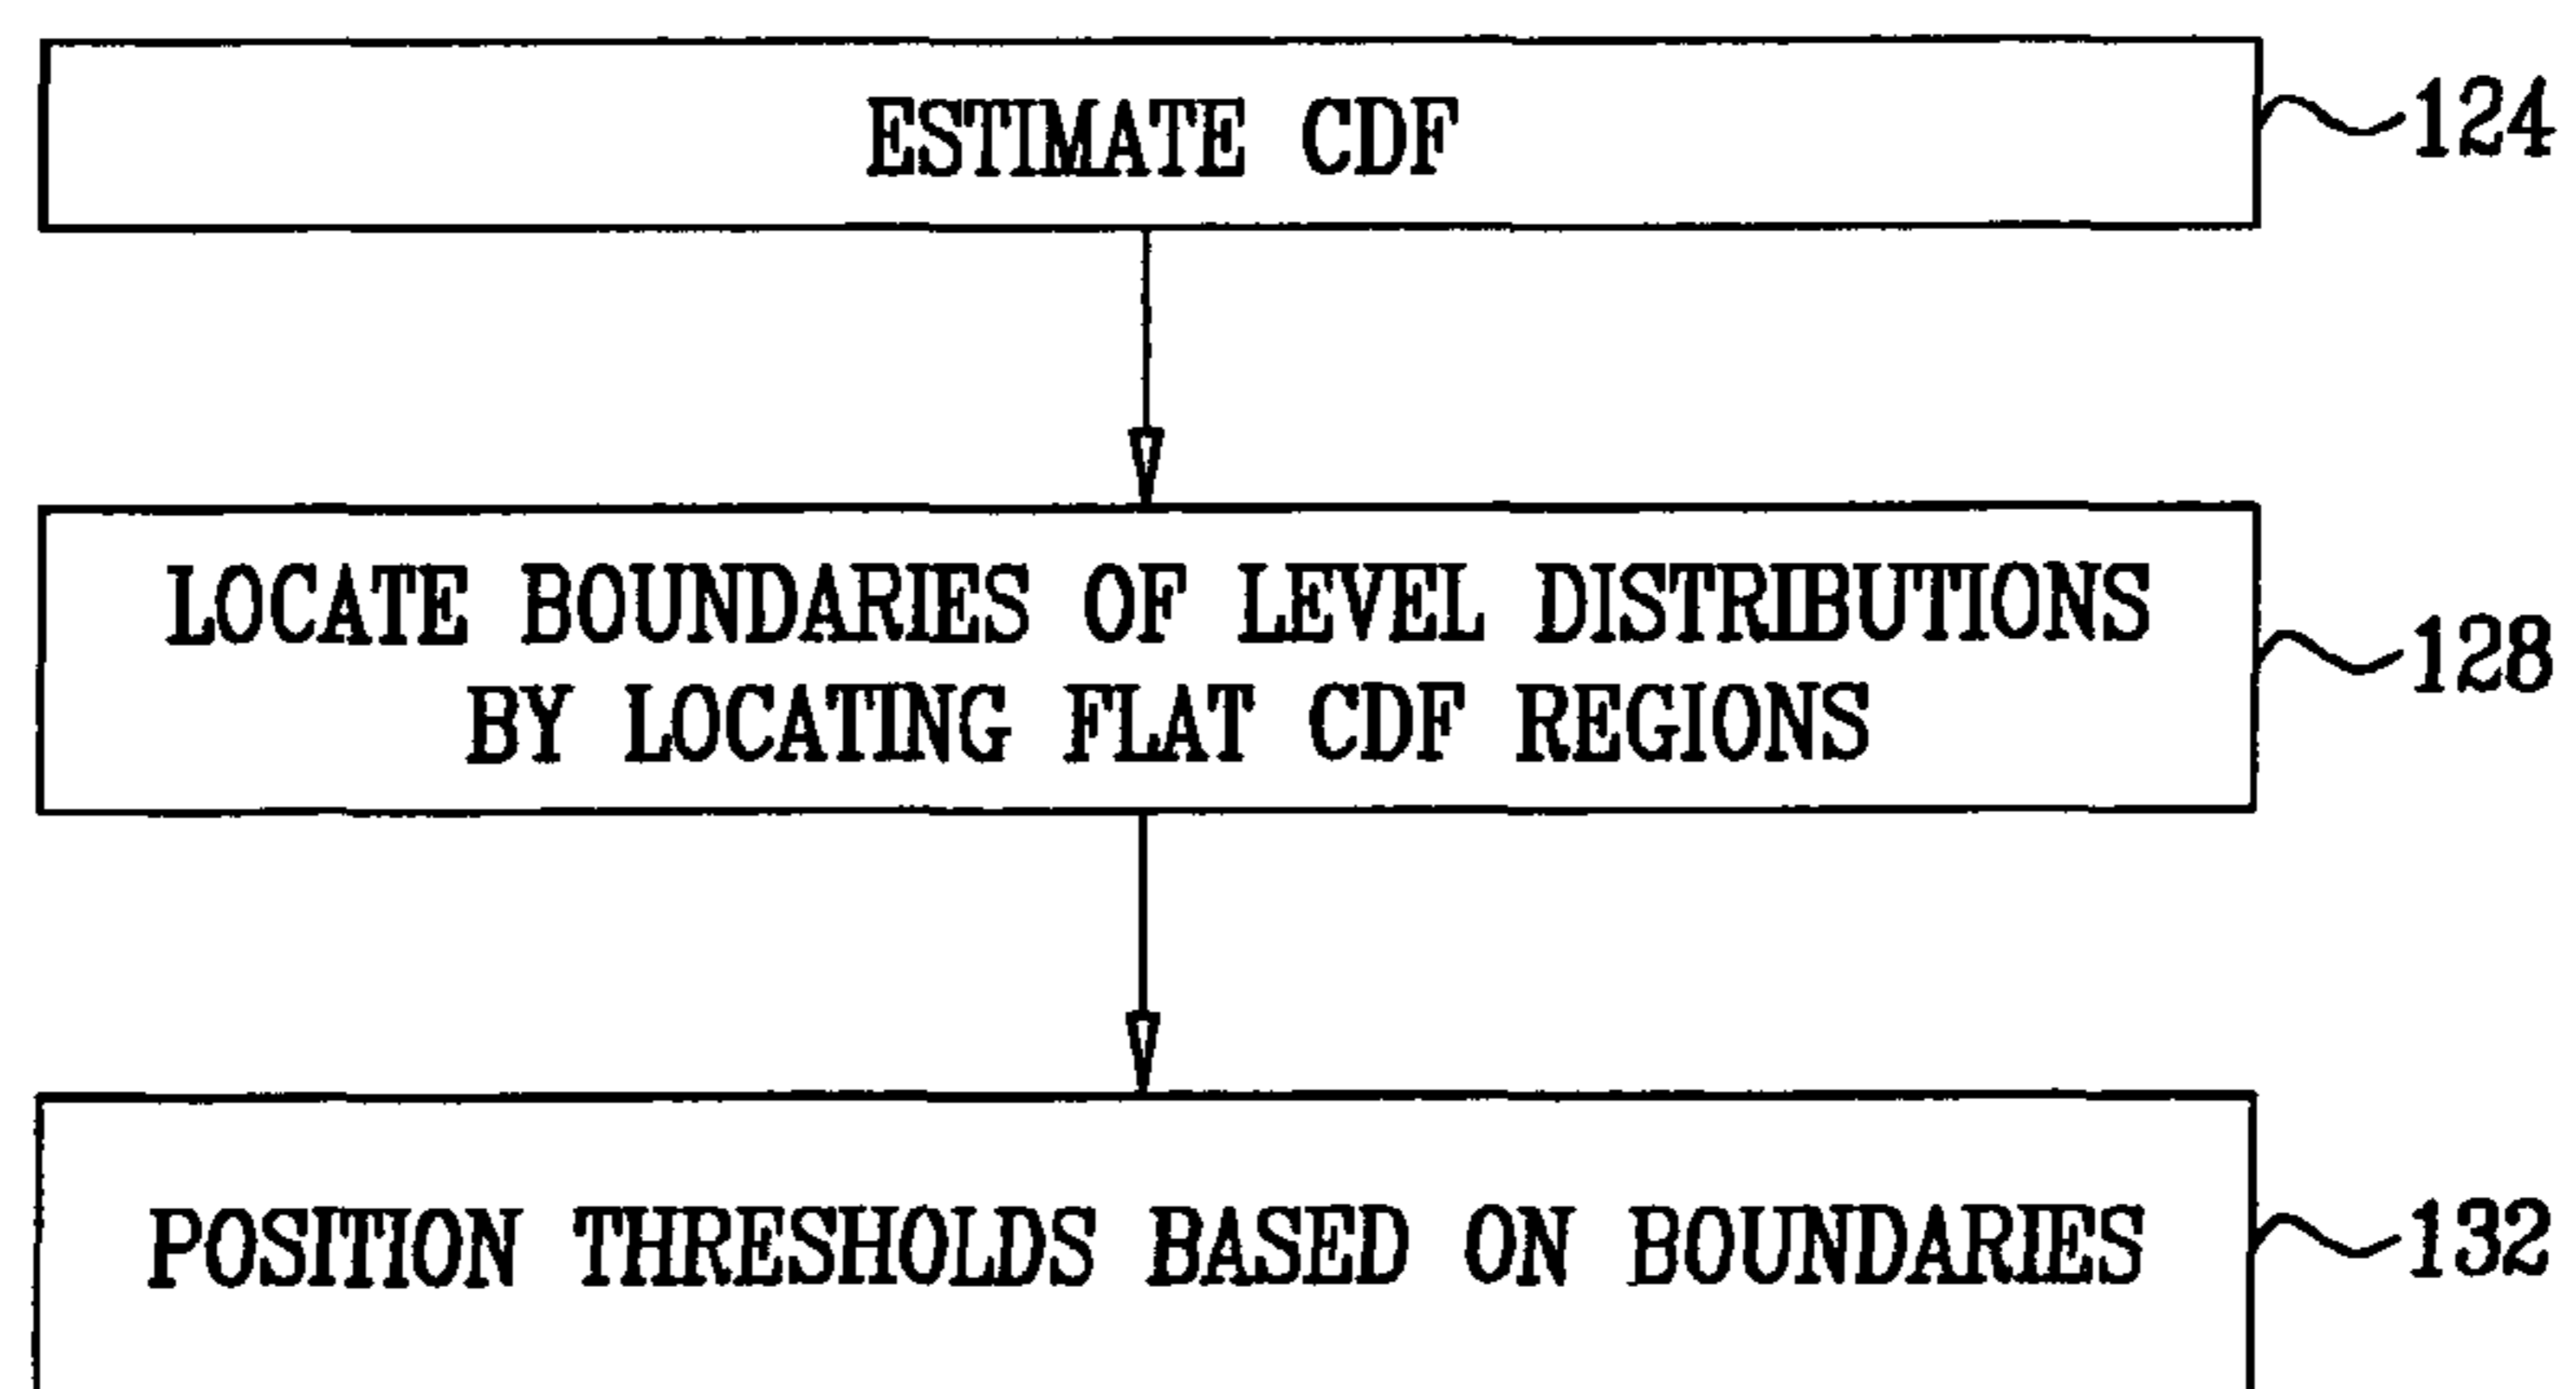 ESTIMATE CDF
124
LOCATE BOUNDARIES OF LEVEL DISTRIBUTIONS
BY LOCATING FLAT CDF REGIONS
128
POSITION THRESHOLDS BASED ON BOUNDARIES
132